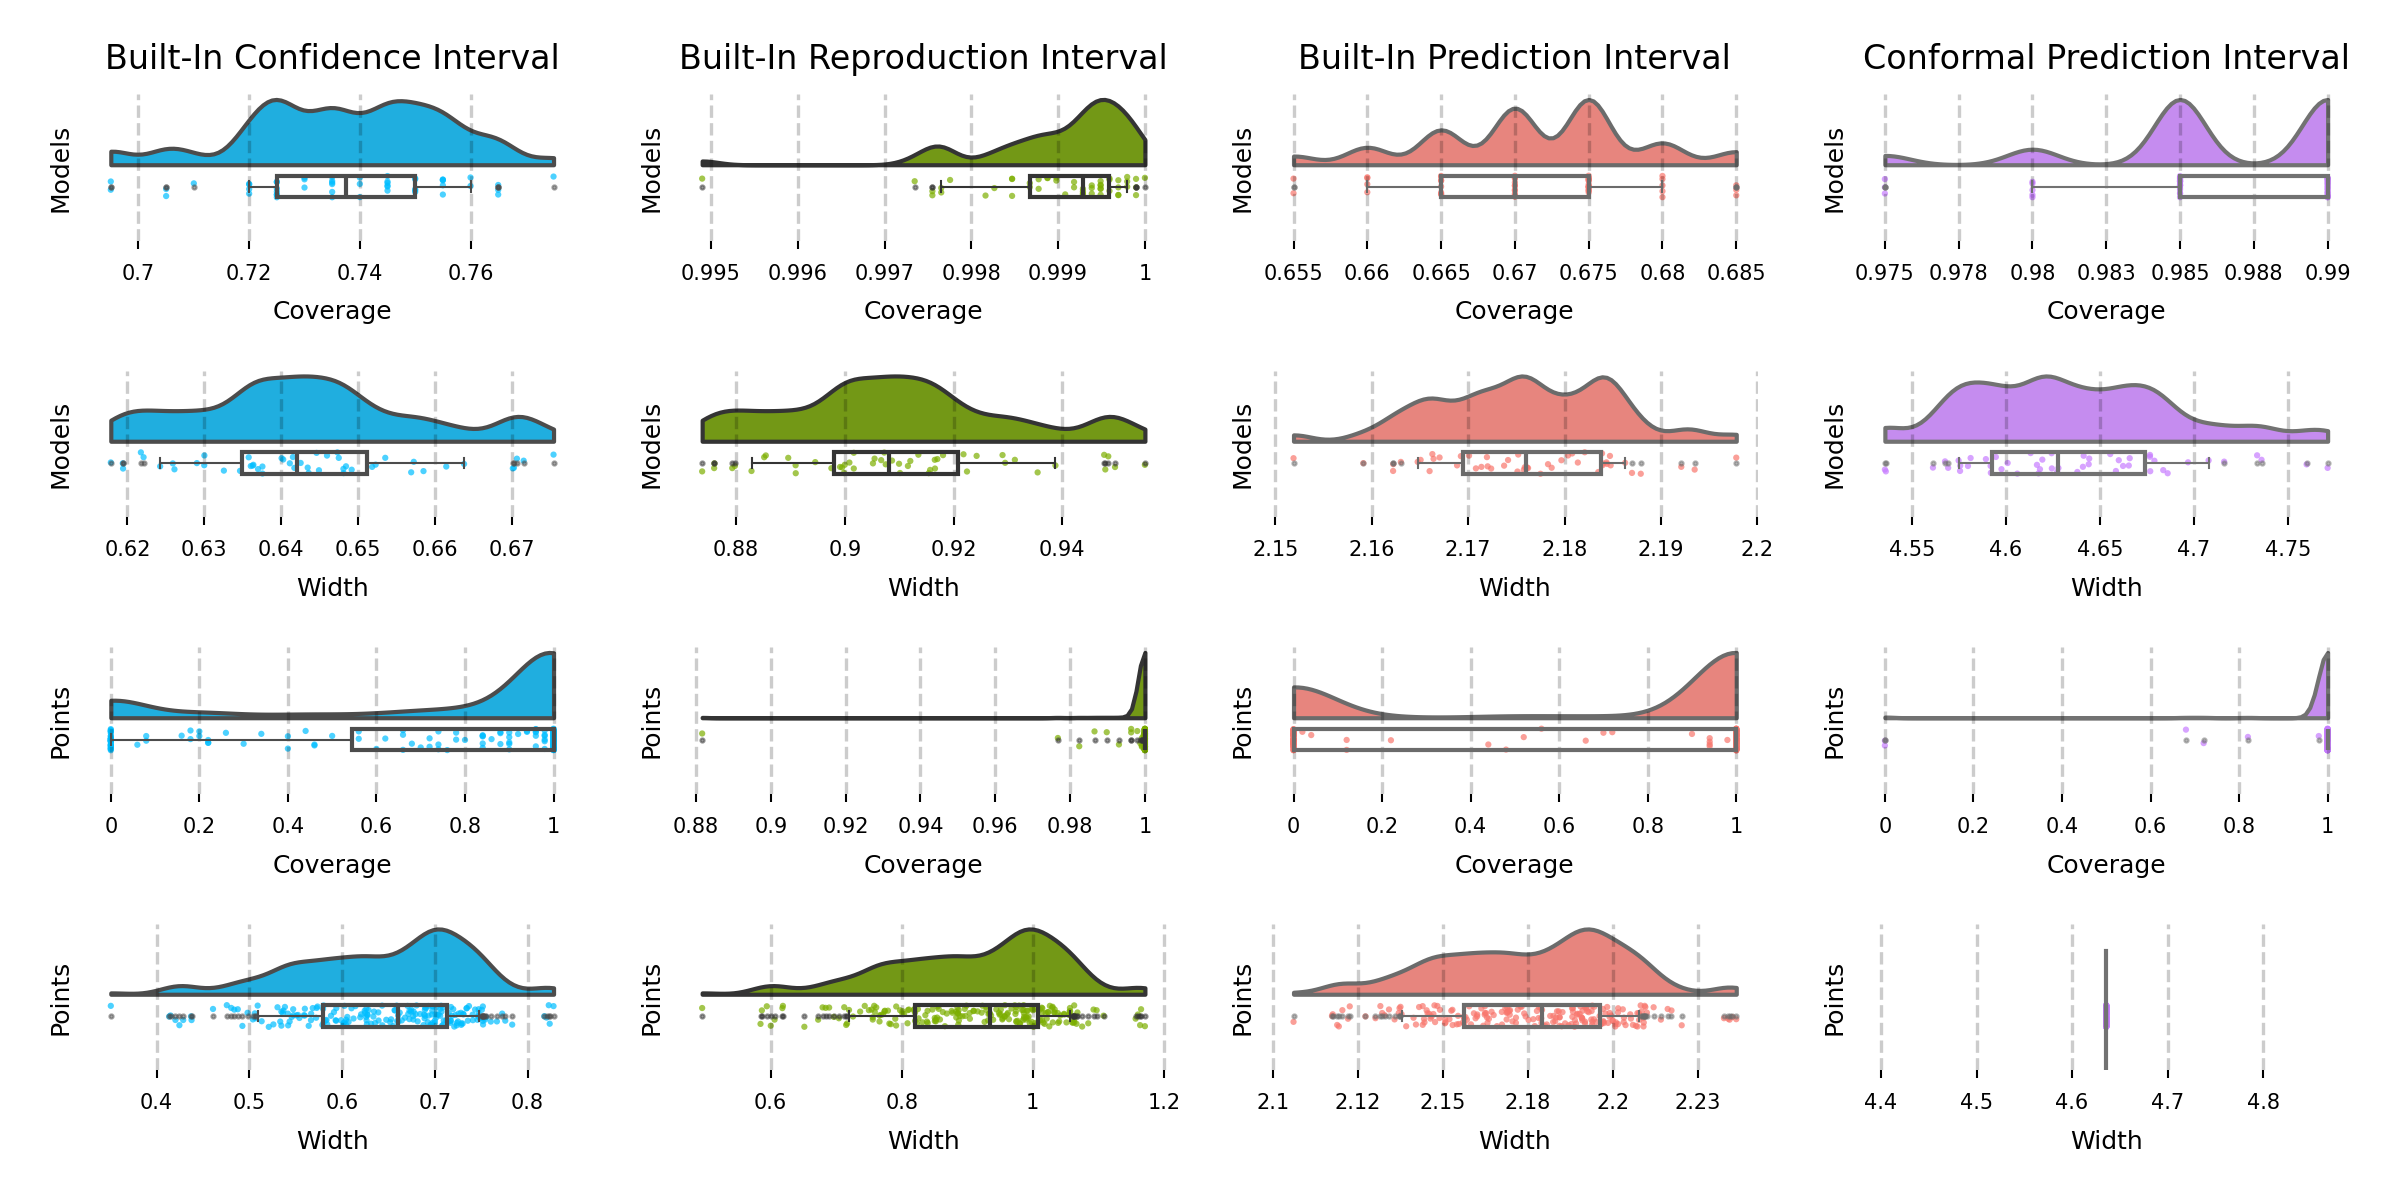 Built-In Confidence Interval Built-In Reproduction Interval Built-In Prediction Interval Conformal Prediction Interval
Models Models Models Models
0.7 0.72 0.74 0.76 0.995 0.996 0.997 0.998 0.999 1 0.655 0.66 0.665 0.67 0.675 0.68 0.685 0.975 0.978 0.98 0.983 0.985 0.988 0.99
Coverage Coverage Coverage Coverage
Models Models Models Models
0.62 0.63 0.64 0.65 0.66 0.67 0.88 0.9 0.92 0.94 2.15 2.16 2.17 2.18 2.19 2.2 4.55 4.6 4.65 4.7 4.75
Width Width Width Width
Points Points Points Points
0 0.2 0.4 0.6 0.8 1 0.88 0.9 0.92 0.94 0.96 0.98 1 0 0.2 0.4 0.6 0.8 1 0 0.2 0.4 0.6 0.8 1
Coverage Coverage Coverage Coverage
Points Points Points Points
0.4 0.5 0.6 0.7 0.8 0.6 0.8 1 1.2 2.1 2.12 2.15 2.18 2.2 2.23 4.4 4.5 4.6 4.7 4.8
Width Width Width Width